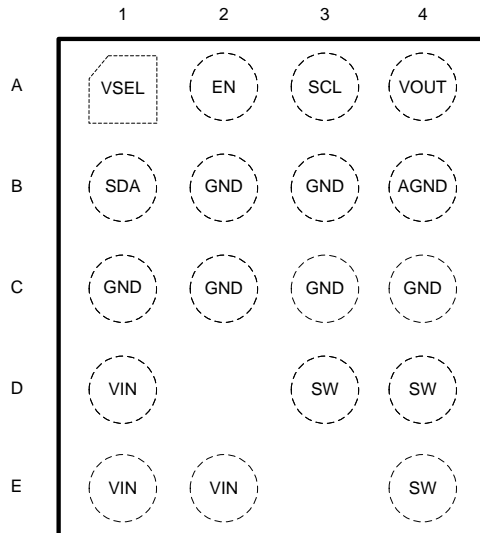 1 2 3 4
A VSEL EN SCL VOUT
B SDA GND GND AGND
C GND GND GND GND
D VIN SW SW
E VIN VIN SW